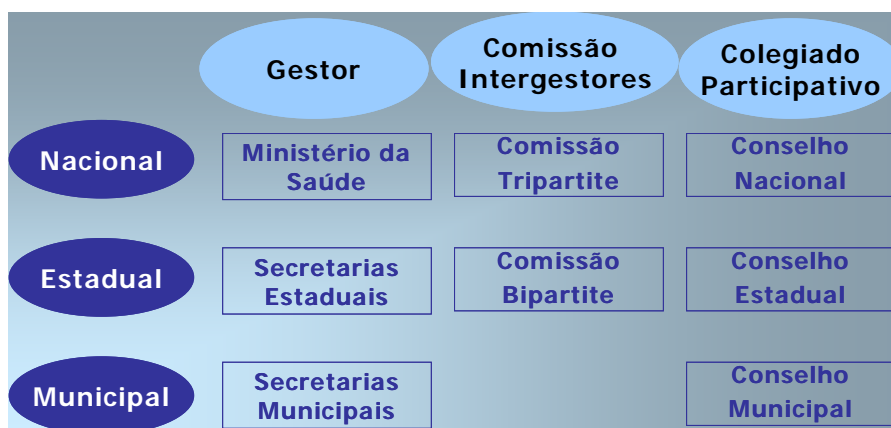 Gestor
Comissão
Intergestores
Colegiado
Participativo
Nacional
Ministério da
Saúde
Comissão
Tripartite
Conselho
Nacional
Estadual
Secretarias
Estaduais
Comissão
Bipartite
Conselho
Estadual
Municipal
Secretarias
Municipais
Conselho
Municipal